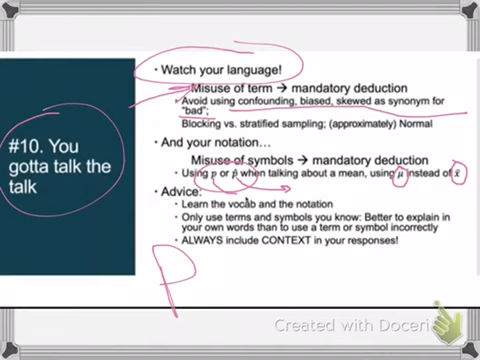 #10. You
gotta talk the
talk
• Watch your language!
Misuse of term → mandatory deduction
• Avoid using confounding, biased, skewed as synonym for
"bad";
Blocking vs. stratified sampling; (approximately) Normal
• And your notation…
Misuse of symbols → mandatory deduction
• Using p or p̂ when talking about a mean, using μ instead of x̄
• Advice:
• Learn the vocab and the notation
• Only use terms and symbols you know: Better to explain in
your own words than to use a term or symbol incorrectly
• ALWAYS include CONTEXT in your responses!
P
Created with Doceri